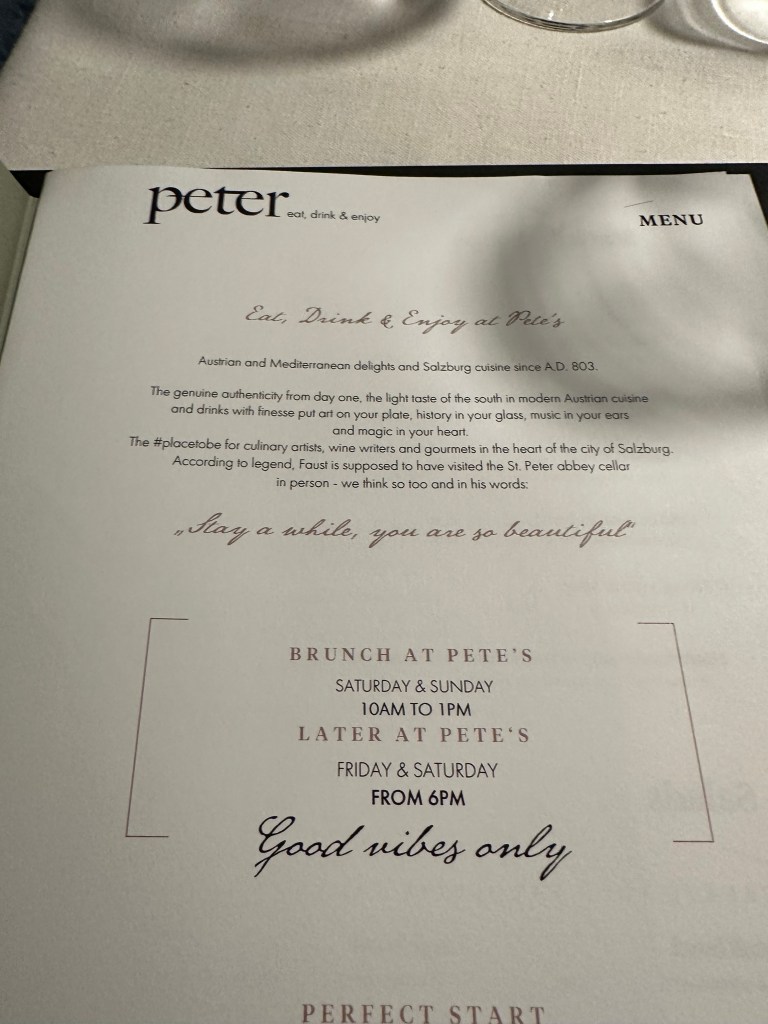 peter eat, drink & enjoy
MENU
Eat, Drink & Enjoy at Pete's
Austrian and Mediterranean delights and Salzburg cuisine since A.D. 803.
The genuine authenticity from day one, the light taste of the south in modern Austrian cuisine
and drinks with finesse put art on your plate, history in your glass, music in your ears
and magic in your heart.
The #placetobe for culinary artists, wine writers and gourmets in the heart of the city of Salzburg.
According to legend, Faust is supposed to have visited the St. Peter abbey cellar
in person - we think so too and in his words:
„Stay a while, you are so beautiful“
BRUNCH AT PETE'S
SATURDAY & SUNDAY
10AM TO 1PM
LATER AT PETE‘S
FRIDAY & SATURDAY
FROM 6PM
Good vibes only
PERFECT START